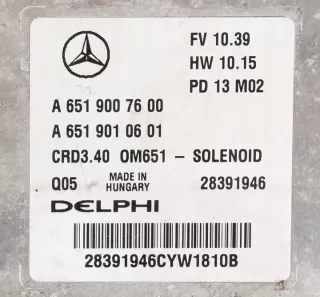 FV 10.39
HW 10.15
PD 13 M02
A 651 900 76 00
A 651 901 06 01
CRD3.40 OM651 - SOLENOID
Q05 MADE IN HUNGARY 28391946
DELPHI
28391946CYW1810B